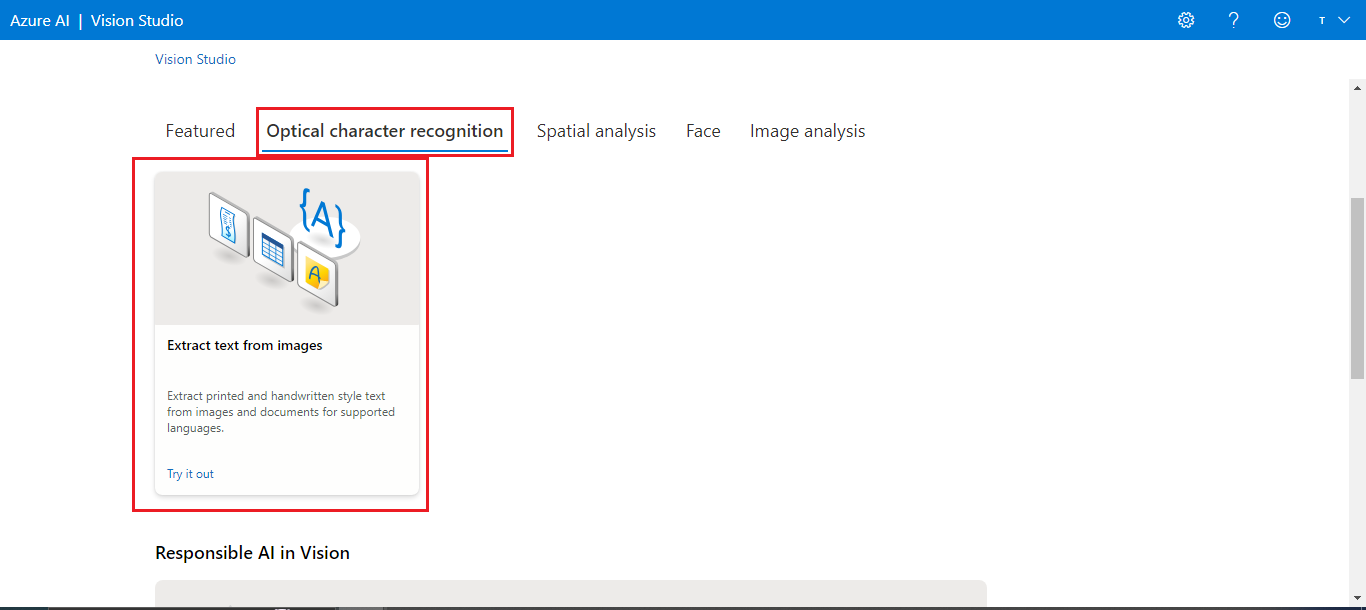 Azure AI | Vision Studio
?
T
Vision Studio
Featured
Optical character recognition
Spatial analysis
Face
Image analysis
{A}
$
A
Extract text from images
Extract printed and handwritten style text
from images and documents for supported
languages.
Try it out
Responsible AI in Vision